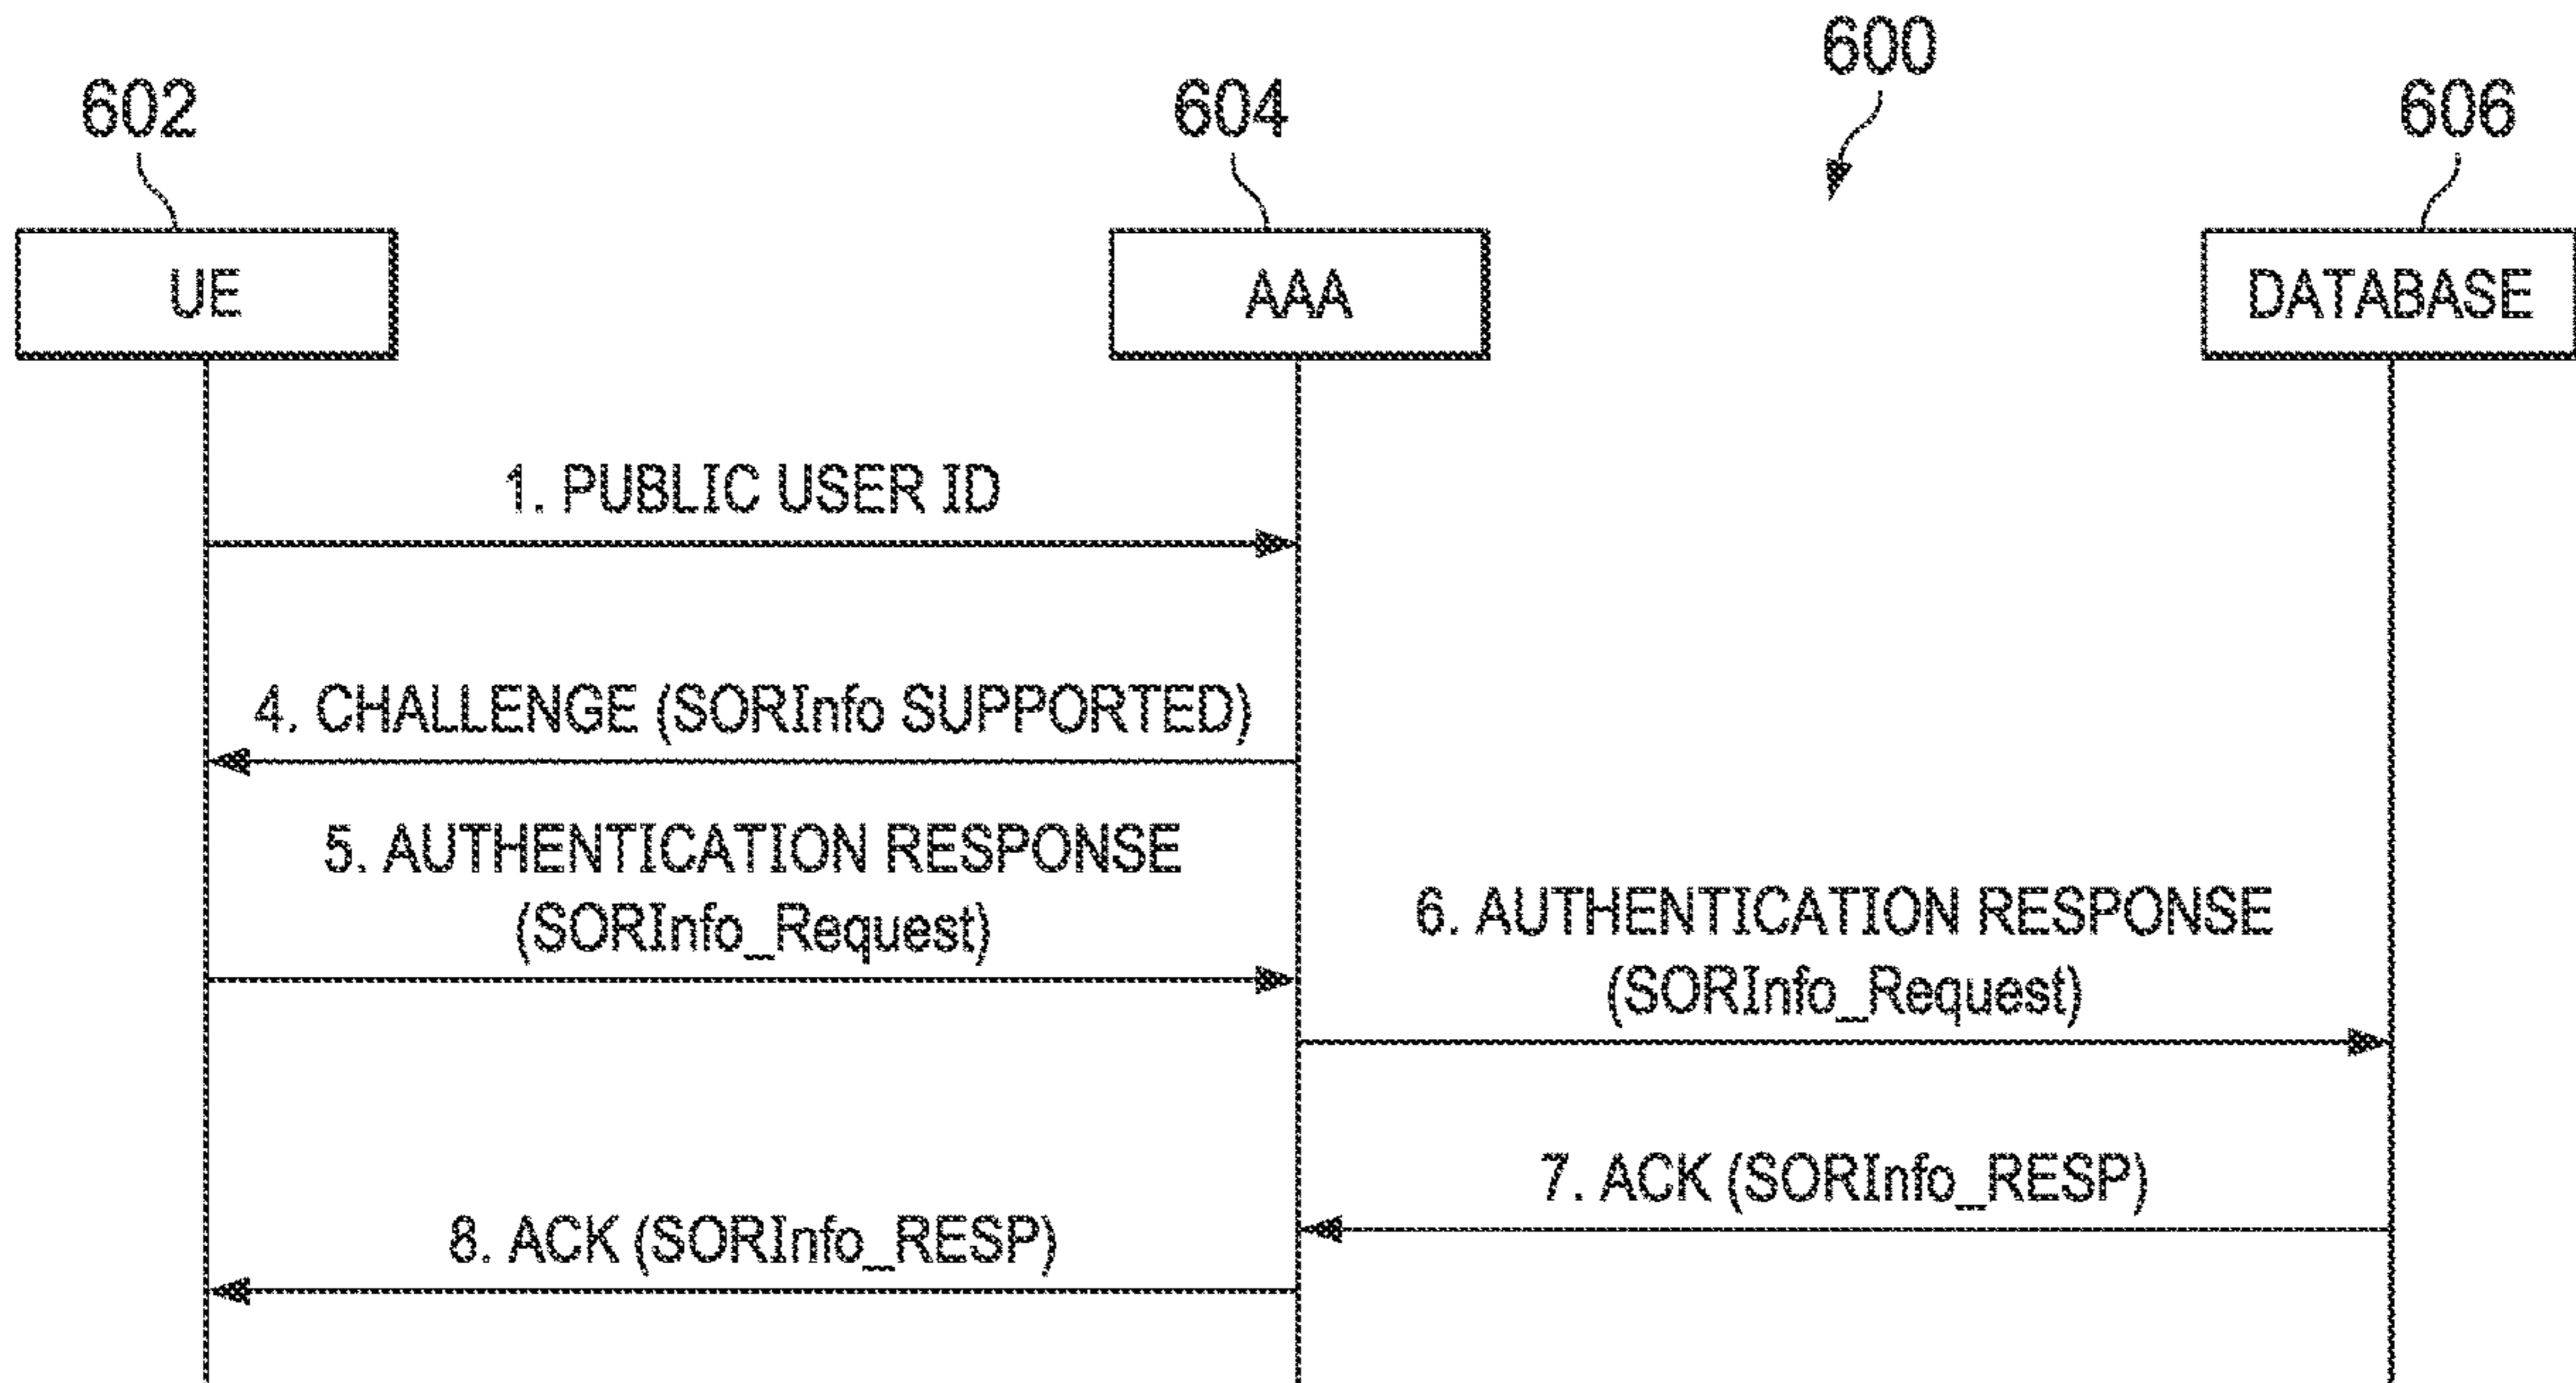 600
602
604
606
UE
AAA
DATABASE
1. PUBLIC USER ID
4. CHALLENGE (SORInfo SUPPORTED)
5. AUTHENTICATION RESPONSE
(SORInfo_Request)
6. AUTHENTICATION RESPONSE
(SORInfo_Request)
7. ACK (SORInfo_RESP)
8. ACK (SORInfo_RESP)